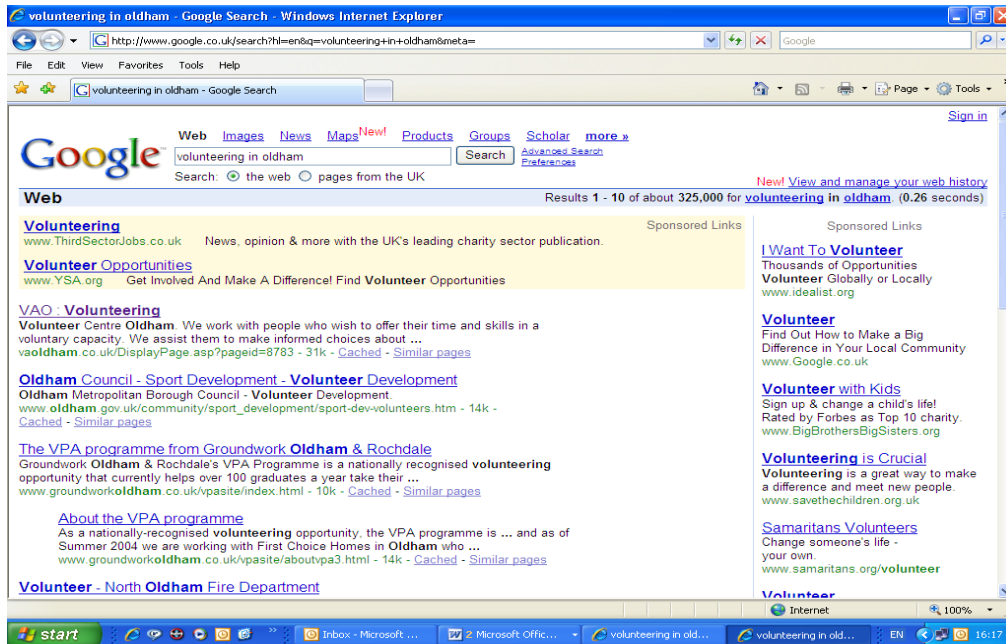 volunteering in oldham - Google Search - Windows Internet Explorer
http://www.google.co.uk/search?hl=en&q=volunteering+in+oldham&meta=
Google
File Edit View Favorites Tools Help
volunteering in oldham - Google Search
Page Tools
Sign in
Google
Web Images News Maps New! Products Groups Scholar more »
volunteering in oldham Search Advanced Search
Preferences
Search: the web pages from the UK
New! View and manage your web history
Web Results 1 - 10 of about 325,000 for volunteering in oldham. (0.26 seconds)
Volunteering Sponsored Links
www.ThirdSectorJobs.co.uk News, opinion & more with the UK's leading charity sector publication.
Volunteer Opportunities
www.YSA.org Get Involved And Make A Difference! Find Volunteer Opportunities
VAO : Volunteering
Volunteer Centre Oldham. We work with people who wish to offer their time and skills in a
voluntary capacity. We assist them to make informed choices about ...
vaoldham.co.uk/DisplayPage.asp?pageid=8783 - 31k - Cached - Similar pages
Oldham Council - Sport Development - Volunteer Development
Oldham Metropolitan Borough Council - Volunteer Development.
www.oldham.gov.uk/community/sport_development/sport-dev-volunteers.htm - 14k -
Cached - Similar pages
The VPA programme from Groundwork Oldham & Rochdale
Groundwork Oldham & Rochdale's VPA Programme is a nationally recognised volunteering
opportunity that currently helps over 100 graduates a year take their ...
www.groundworkoldham.co.uk/vpasite/index.html - 10k - Cached - Similar pages
About the VPA programme
As a nationally-recognised volunteering opportunity, the VPA programme is ... and as of
Summer 2004 we are working with First Choice Homes in Oldham who ...
www.groundworkoldham.co.uk/vpasite/aboutvpa3.html - 14k - Cached - Similar pages
Volunteer - North Oldham Fire Department
Sponsored Links
I Want To Volunteer
Thousands of Opportunities
Volunteer Globally or Locally
www.idealist.org
Volunteer
Find Out How to Make a Big
Difference in Your Local Community
www.Google.co.uk
Volunteer with Kids
Sign up & change a child's life!
Rated by Forbes as Top 10 charity.
www.BigBrothersBigSisters.org
Volunteering is Crucial
Volunteering is a great way to make
a difference and meet new people.
www.savethechildren.org.uk
Samaritans Volunteers
Change someone's life -
your own.
www.samaritans.org/volunteer
Volunteer
Internet 100%
start Inbox - Microsoft ... 2 Microsoft Offic... volunteering in old... volunteering in old... EN 16:17